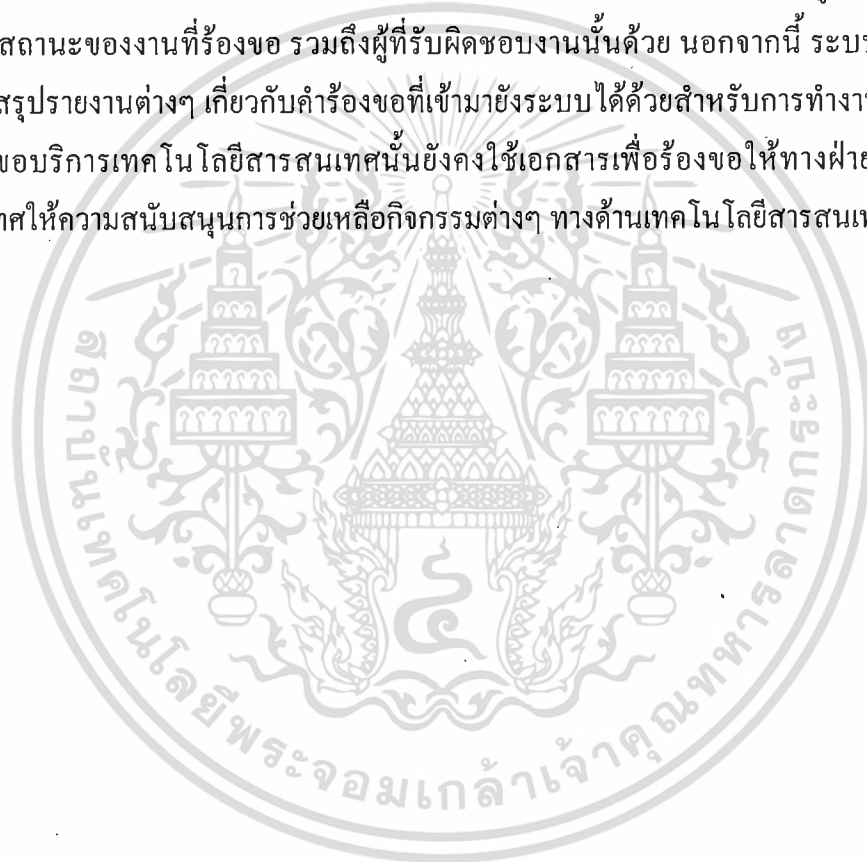 สถานะของงานที่ร้องขอ รวมถึงผู้ที่รับผิดชอบงานนั้นด้วย นอกจากนี้ ระบบ
สรุปรายงานต่างๆ เกี่ยวกับคำร้องขอที่เข้ามายังระบบได้ด้วยสำหรับการทำงาน
ขอบริการเทคโนโลยีสารสนเทศนั้นยังคงใช้เอกสารเพื่อร้องขอให้ทางฝ่าย
ทศให้ความสนับสนุนการช่วยเหลือกิจกรรมต่างๆ ทางด้านเทคโนโลยีสารสนเท
สถาบันเทคโนโลยีพระจอมเกล้าเจ้าคุณทหารลาดกระบัง